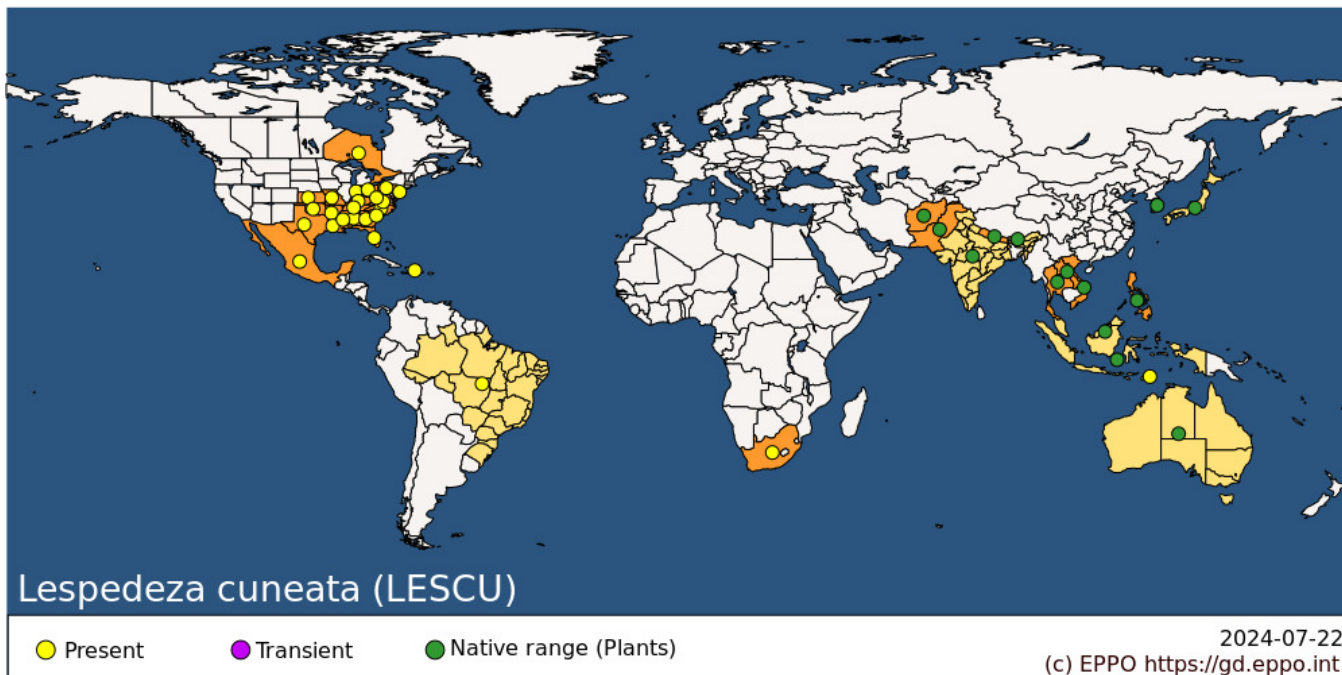 Lespedeza cuneata (LESCU)
Present
Transient
Native range (Plants)
2024-07-22
(c) EPPO https://gd.eppo.int